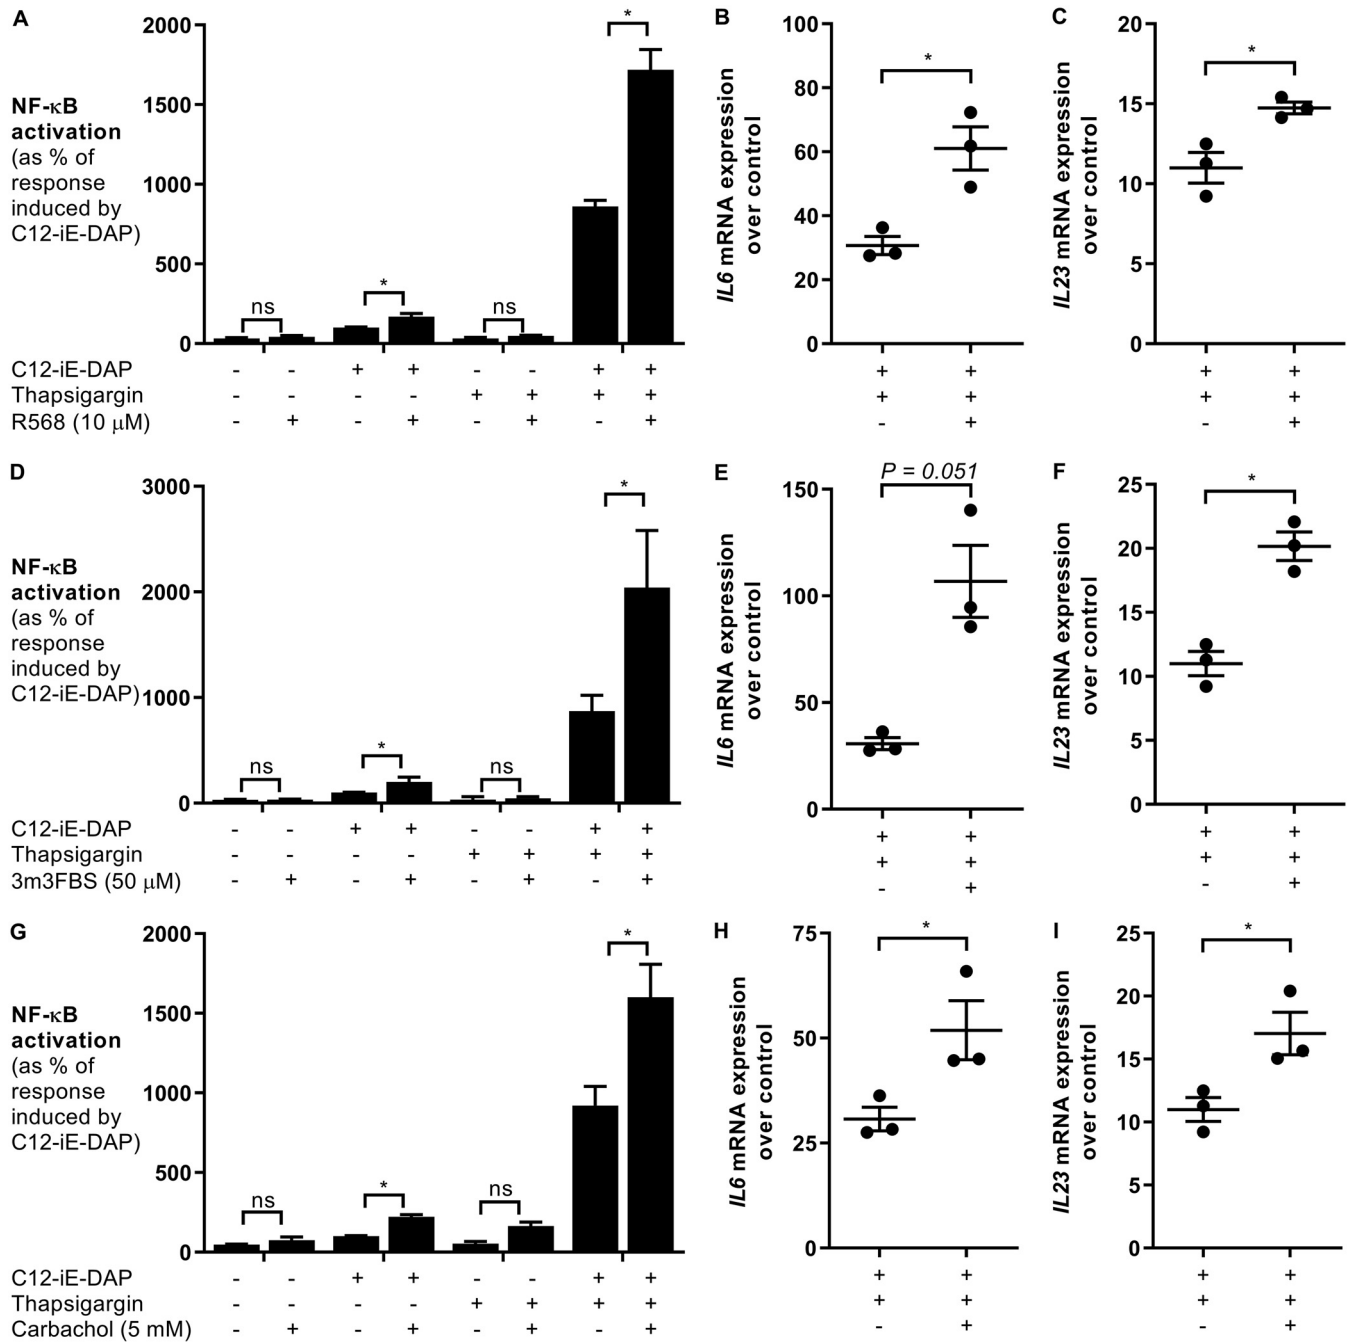 A
NF-κB
activation
(as % of
response
induced by
C12-iE-DAP)
2000
1500
1000
500
0
ns
*
ns
*
C12-iE-DAP - - + + - - + +
Thapsigargin - - - - + + + +
R568 (10 μM) - + - + - + - +
B
IL6 mRNA expression
over control
100
80
60
40
20
0
*
+ +
+ +
- +
C
IL23 mRNA expression
over control
20
15
10
5
0
*
+ +
+ +
- +
D
NF-κB
activation
(as % of
response
induced by
C12-iE-DAP)
3000
2000
1000
0
ns
*
ns
*
C12-iE-DAP - - + + - - + +
Thapsigargin - - - - + + + +
3m3FBS (50 μM) - + - + - + - +
E
IL6 mRNA expression
over control
150
100
50
0
P = 0.051
+ +
+ +
- +
F
IL23 mRNA expression
over control
25
20
15
10
5
0
*
+ +
+ +
- +
G
NF-κB
activation
(as % of
response
induced by
C12-iE-DAP)
2000
1500
1000
500
0
ns
*
ns
*
C12-iE-DAP - - + + - - + +
Thapsigargin - - - - + + + +
Carbachol (5 mM) - + - + - + - +
H
IL6 mRNA expression
over control
75
50
25
0
*
+ +
+ +
- +
I
IL23 mRNA expression
over control
25
20
15
10
5
0
*
+ +
+ +
- +